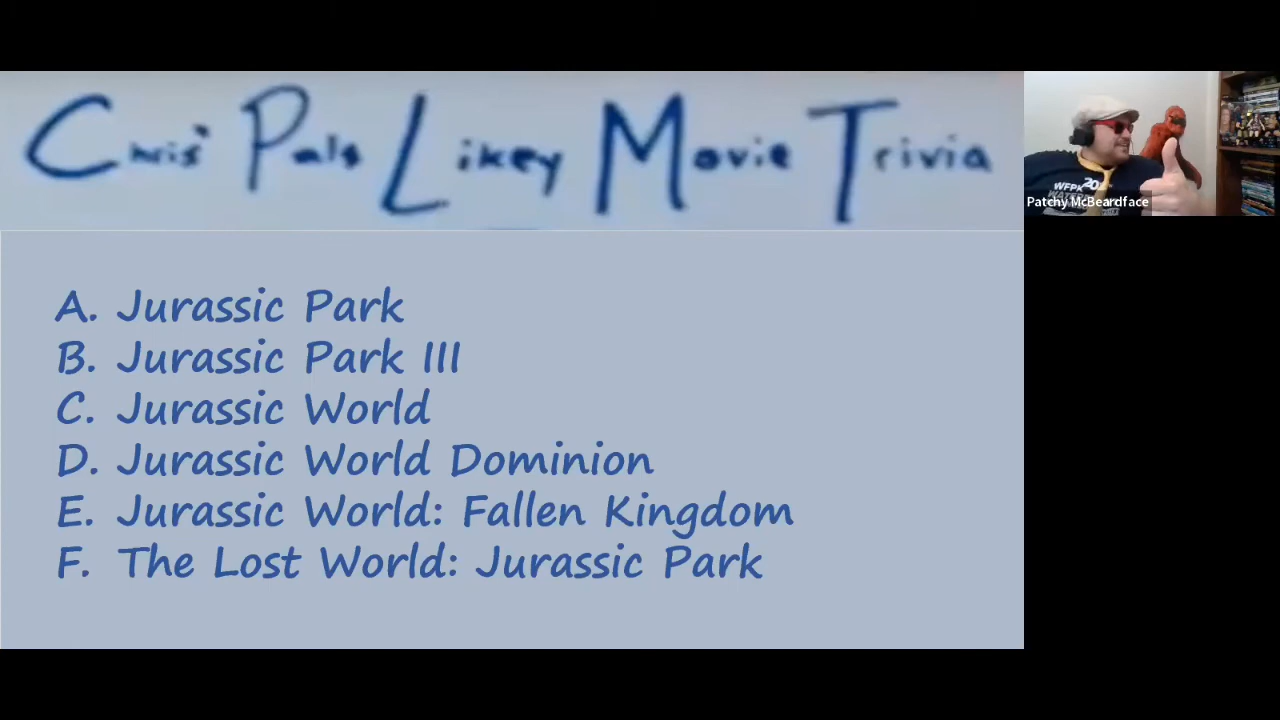 Chris' Pals Likey Movie Trivia
A. Jurassic Park
B. Jurassic Park III
C. Jurassic World
D. Jurassic World Dominion
E. Jurassic World: Fallen Kingdom
F. The Lost World: Jurassic Park
WFPK
Patchy McBeardface